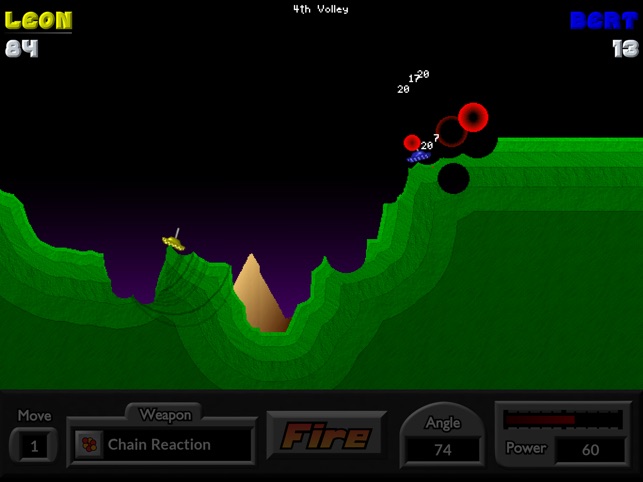 4th Volley
LEON
BERT
84
13
20
17
20
7
20
Move
Weapon
Fire
Angle
1
Chain Reaction
74
Power
60